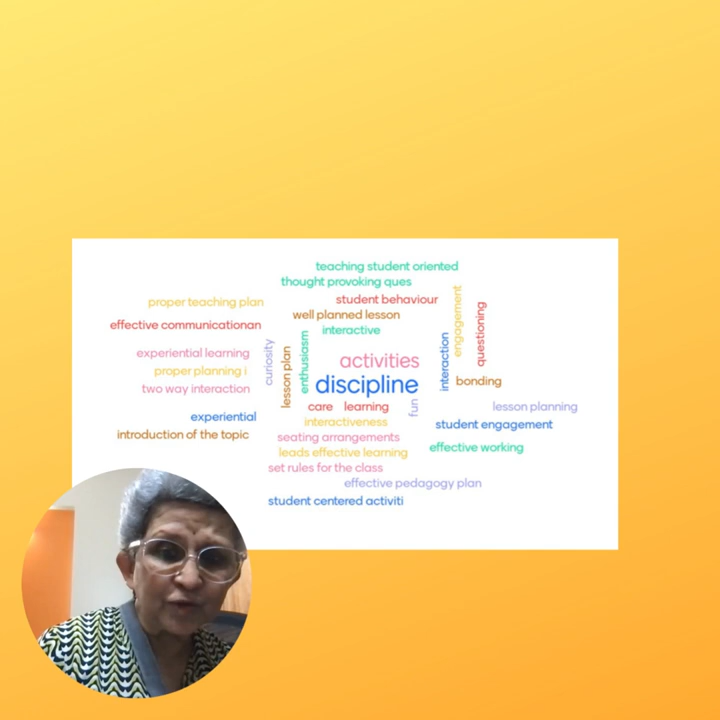 teaching student oriented
thought provoking ques
proper teaching plan
student behaviour
well planned lesson
effective communicationan
interactive
engagement
questioning
experiential learning
curiosity
lesson plan
enthusiasm
activities
interaction
proper planning i
discipline
bonding
two way interaction
care
learning
fun
lesson planning
experiential
interactiveness
student engagement
introduction of the topic
seating arrangements
leads effective learning
effective working
set rules for the class
effective pedagogy plan
student centered activiti